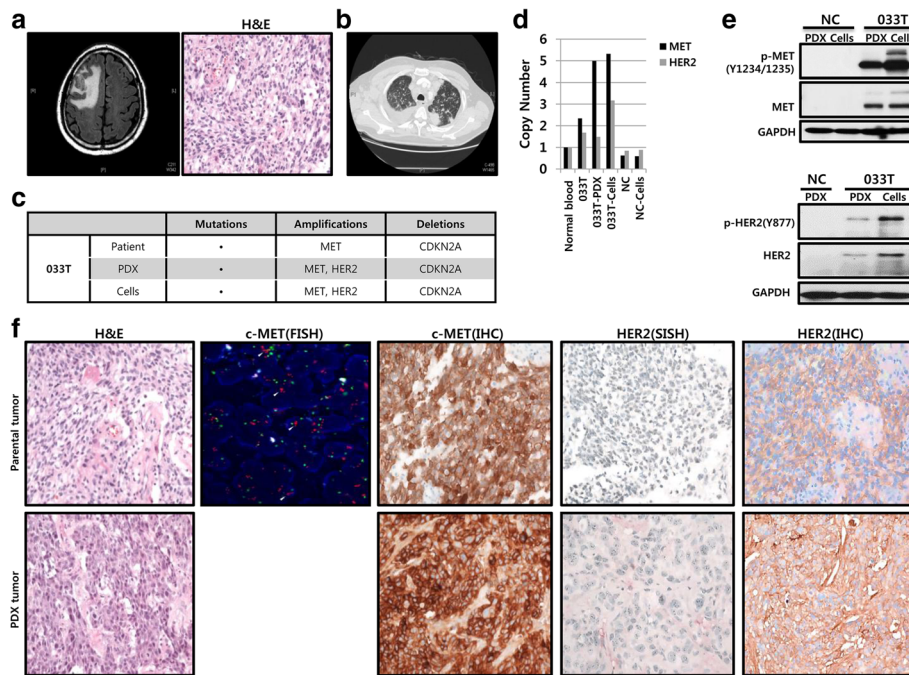 a
H&E
b
c
Mutations Amplifications Deletions
033T
Patient • MET CDKN2A
PDX • MET, HER2 CDKN2A
Cells • MET, HER2 CDKN2A
d
MET
HER2
Copy Number
6
5
4
3
2
1
0
Normal blood
033T
033T-PDX
033T-Cells
NC
NC-Cells
e
NC 033T
PDX Cells PDX Cells
p-MET
(Y1234/1235)
MET
GAPDH
NC 033T
PDX PDX Cells
p-HER2(Y877)
HER2
GAPDH
f
H&E c-MET(FISH) c-MET(IHC) HER2(SISH) HER2(IHC)
Parental tumor
PDX tumor